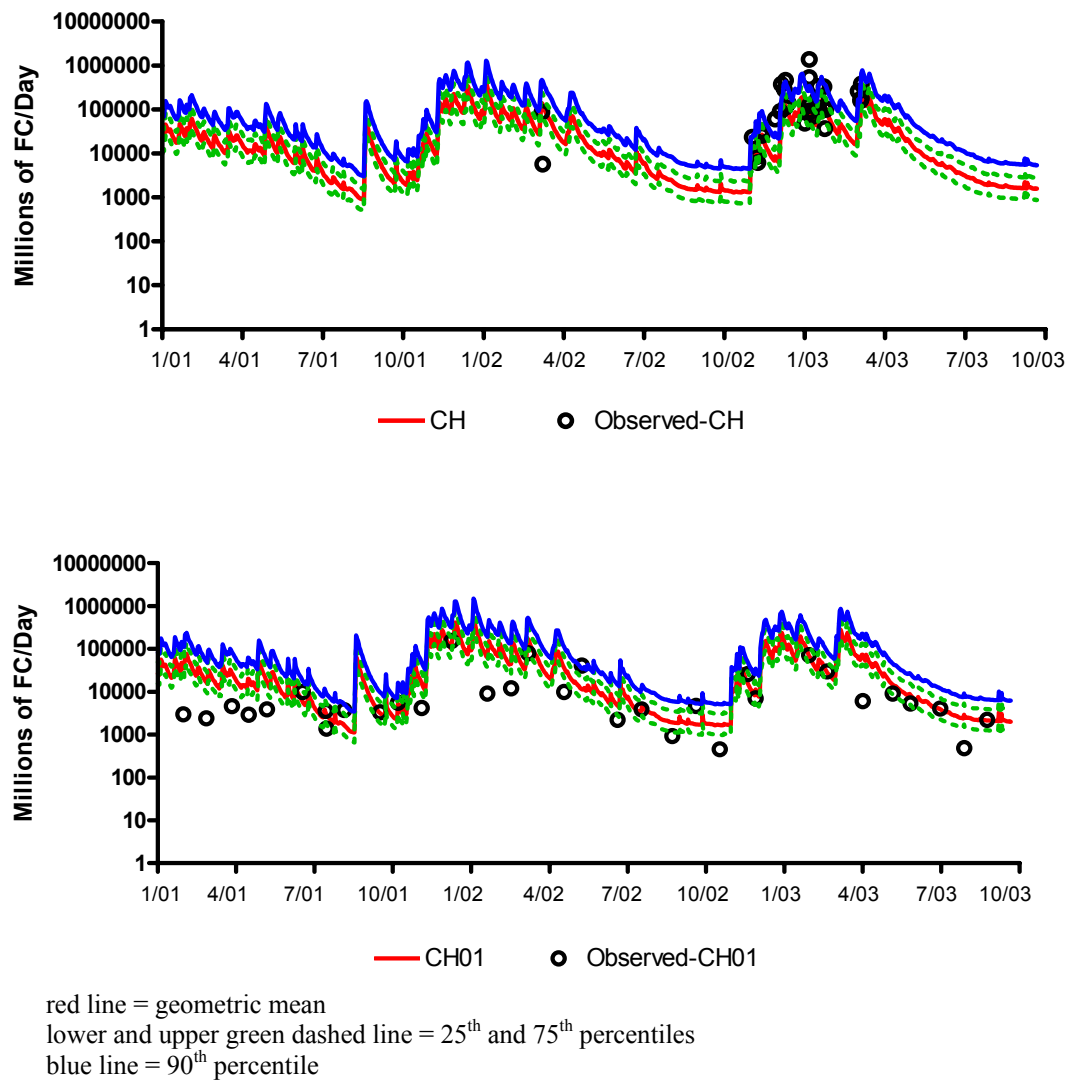 10000000
1000000
100000
10000
1000
100
10
1
Millions of FC/Day
1/01 4/01 7/01 10/01 1/02 4/02 7/02 10/02 1/03 4/03 7/03 10/03
CH Observed-CH
10000000
1000000
100000
10000
1000
100
10
1
Millions of FC/Day
1/01 4/01 7/01 10/01 1/02 4/02 7/02 10/02 1/03 4/03 7/03 10/03
CH01 Observed-CH01
red line = geometric mean
lower and upper green dashed line = 25th and 75th percentiles
blue line = 90th percentile